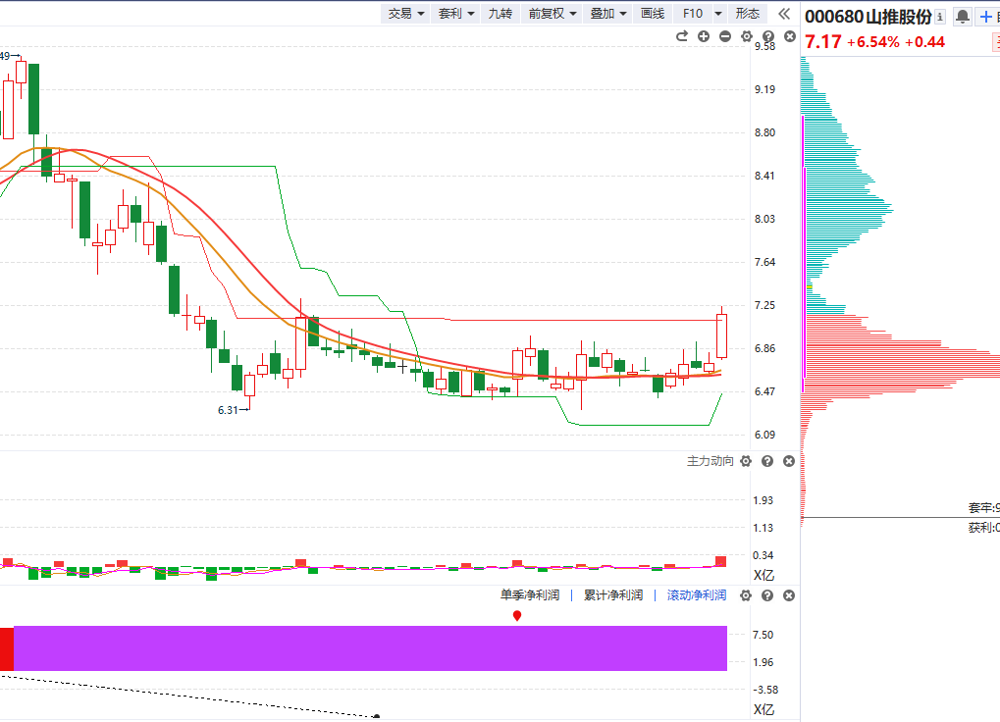 交易 套利 九转 前复权 叠加 画线 F10 形态
000680山推股份
7.17 +6.54% +0.44
49
9.58
9.19
8.80
8.41
8.03
7.64
7.25
6.86
6.47
6.09
6.31
主力动向
1.93
1.13
0.34
X亿
套牢:9
获利:0
单季净利润 | 累计净利润 | 滚动净利润
7.50
1.96
-3.58
X亿